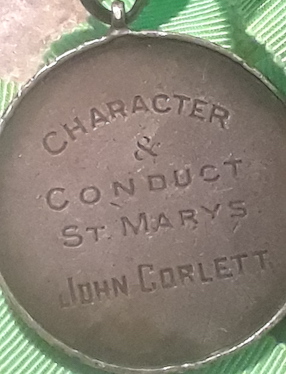 CHARACTER
&
CONDUCT
ST. MARYS
JOHN CORLETT